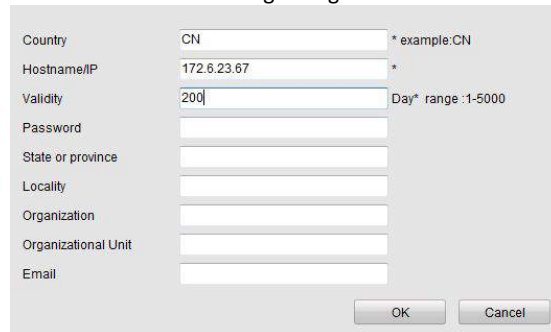 Country CN * example:CN
Hostname/IP 172.6.23.67 *
Validity 200 Day* range :1-5000
Password
State or province
Locality
Organization
Organizational Unit
Email
OK Cancel